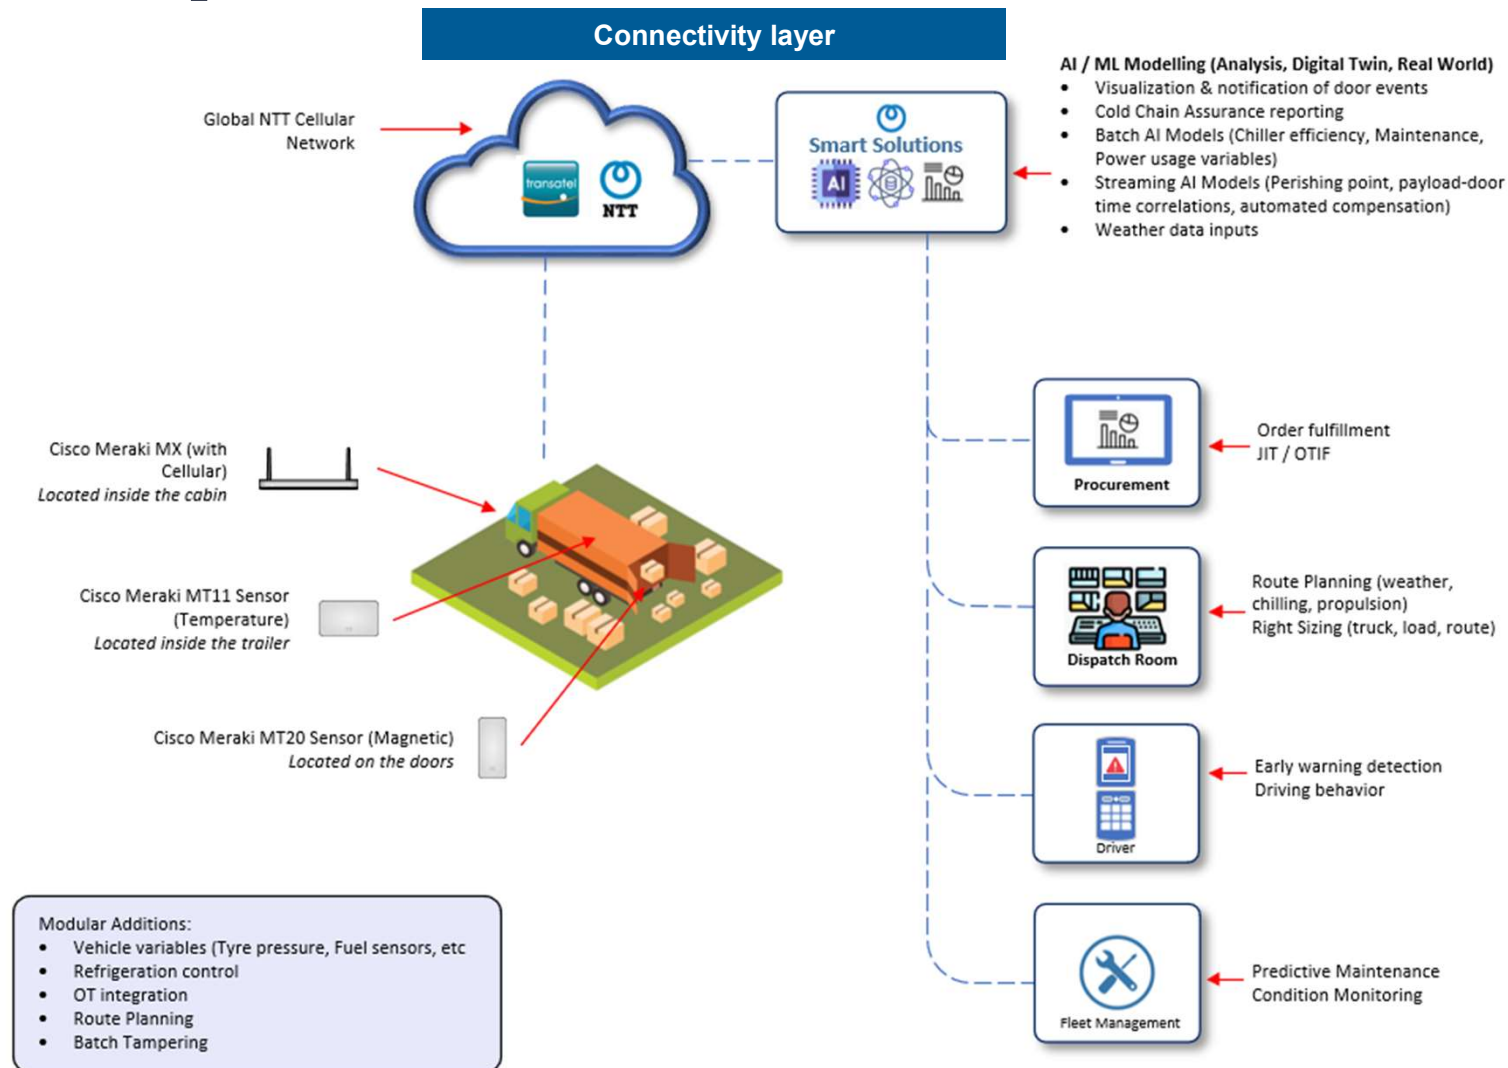 Connectivity layer
Global NTT Cellular
Network
transatel
NTT
Smart Solutions
AI
AI / ML Modelling (Analysis, Digital Twin, Real World)
• Visualization & notification of door events
• Cold Chain Assurance reporting
• Batch AI Models (Chiller efficiency, Maintenance,
Power usage variables)
• Streaming AI Models (Perishing point, payload-door
time correlations, automated compensation)
• Weather data inputs
Cisco Meraki MX (with
Cellular)
Located inside the cabin
Cisco Meraki MT11 Sensor
(Temperature)
Located inside the trailer
Cisco Meraki MT20 Sensor (Magnetic)
Located on the doors
Procurement
Order fulfillment
JIT / OTIF
Dispatch Room
Route Planning (weather,
chilling, propulsion)
Right Sizing (truck, load, route)
Driver
Early warning detection
Driving behavior
Fleet Management
Predictive Maintenance
Condition Monitoring
Modular Additions:
• Vehicle variables (Tyre pressure, Fuel sensors, etc
• Refrigeration control
• OT integration
• Route Planning
• Batch Tampering